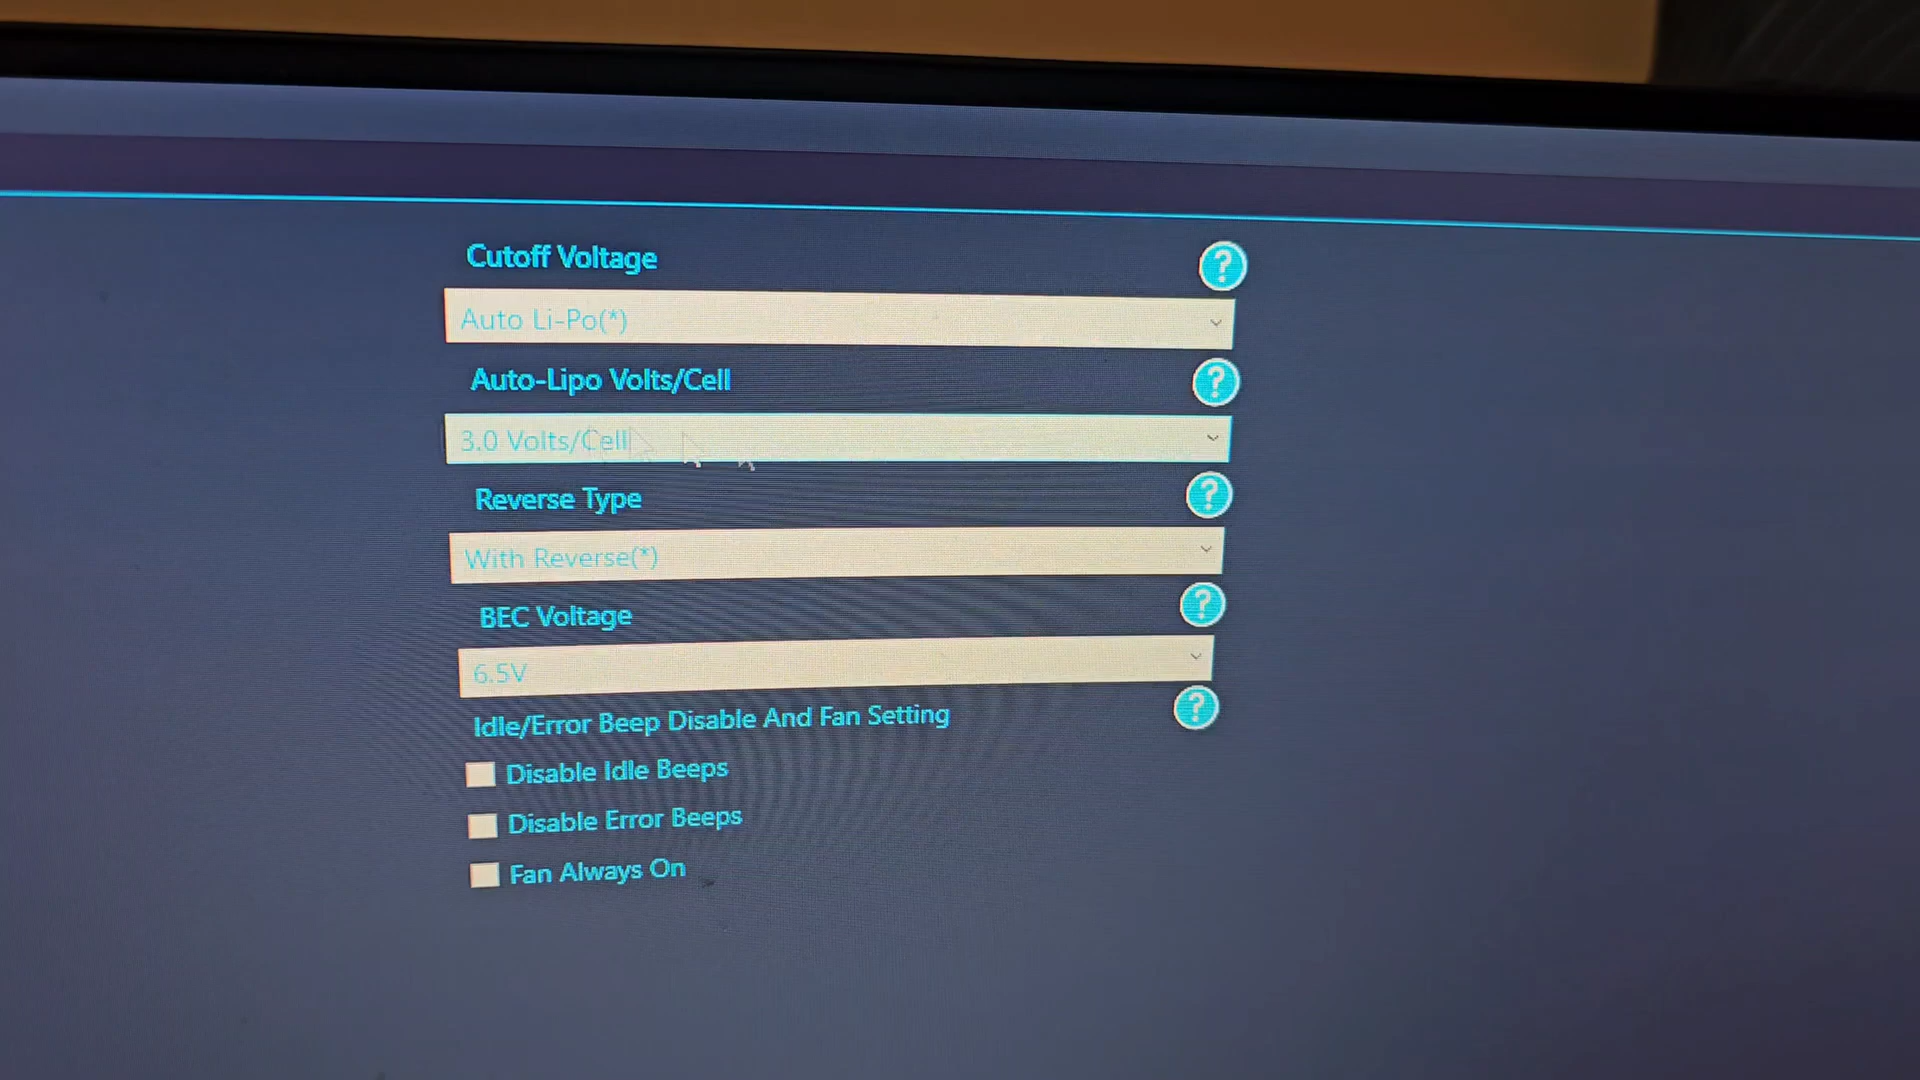 Cutoff Voltage
?
Auto Li-Po(*)
Auto-Lipo Volts/Cell
?
3.0 Volts/Cell
Reverse Type
?
With Reverse(*)
BEC Voltage
?
6.5V
Idle/Error Beep Disable And Fan Setting
?
Disable Idle Beeps
Disable Error Beeps
Fan Always On